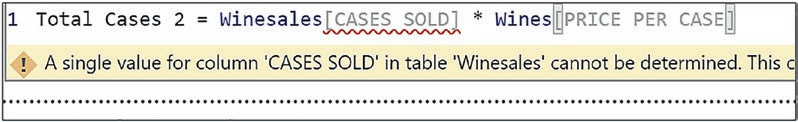 1 Total Cases 2 = Winesales[CASES SOLD] * Wines[PRICE PER CASE]
A single value for column 'CASES SOLD' in table 'Winesales' cannot be determined. This c